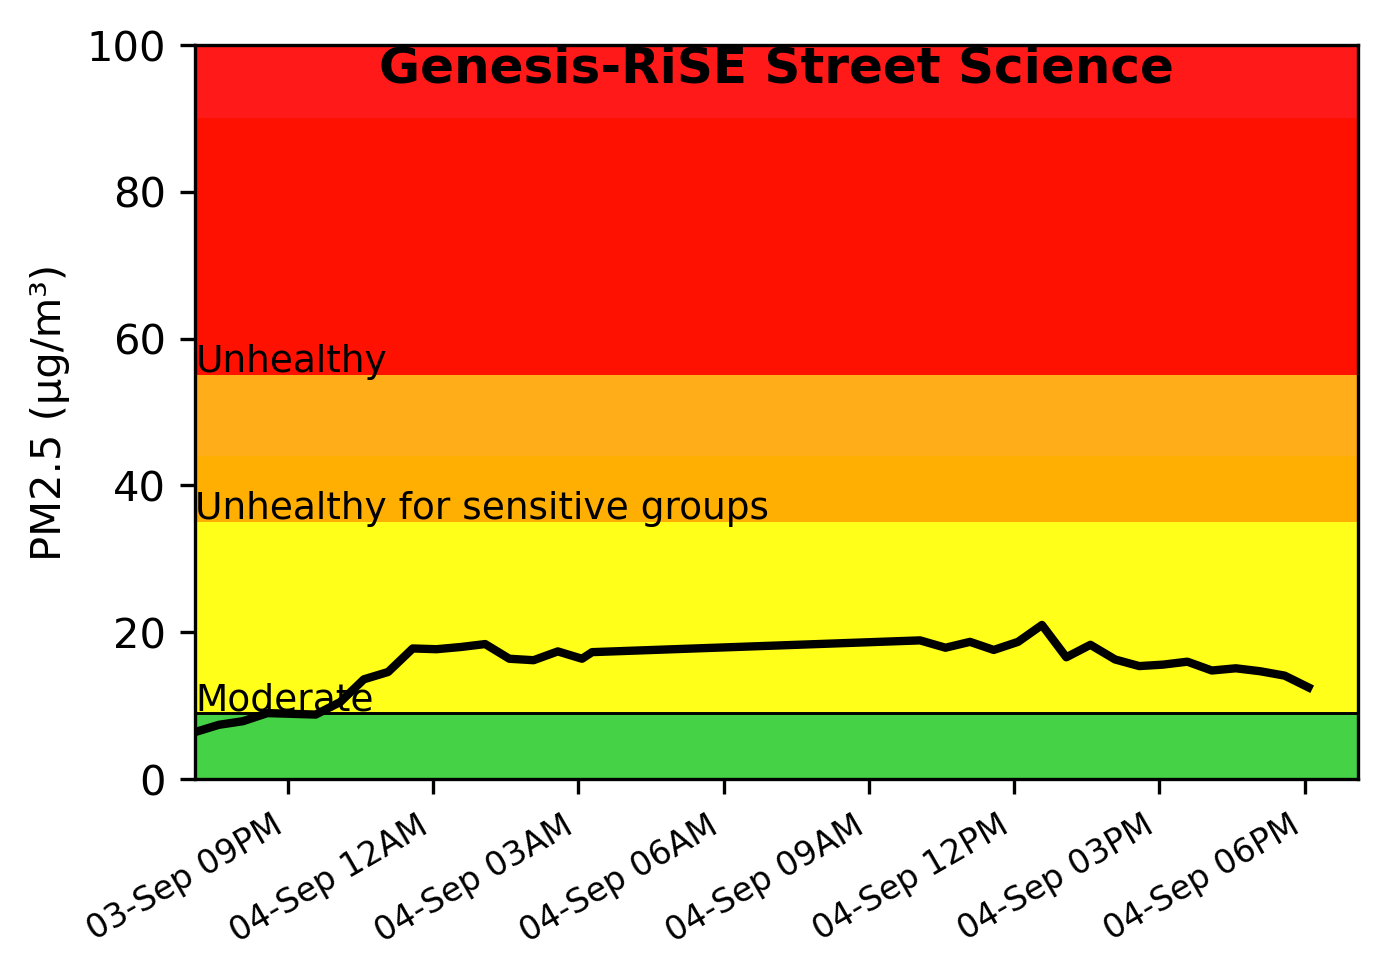 Genesis-RiSE Street Science
PM2.5 (μg/m³)
100
80
60
40
20
0
Unhealthy
Unhealthy for sensitive groups
Moderate
03-Sep 09PM
04-Sep 12AM
04-Sep 03AM
04-Sep 06AM
04-Sep 09AM
04-Sep 12PM
04-Sep 03PM
04-Sep 06PM